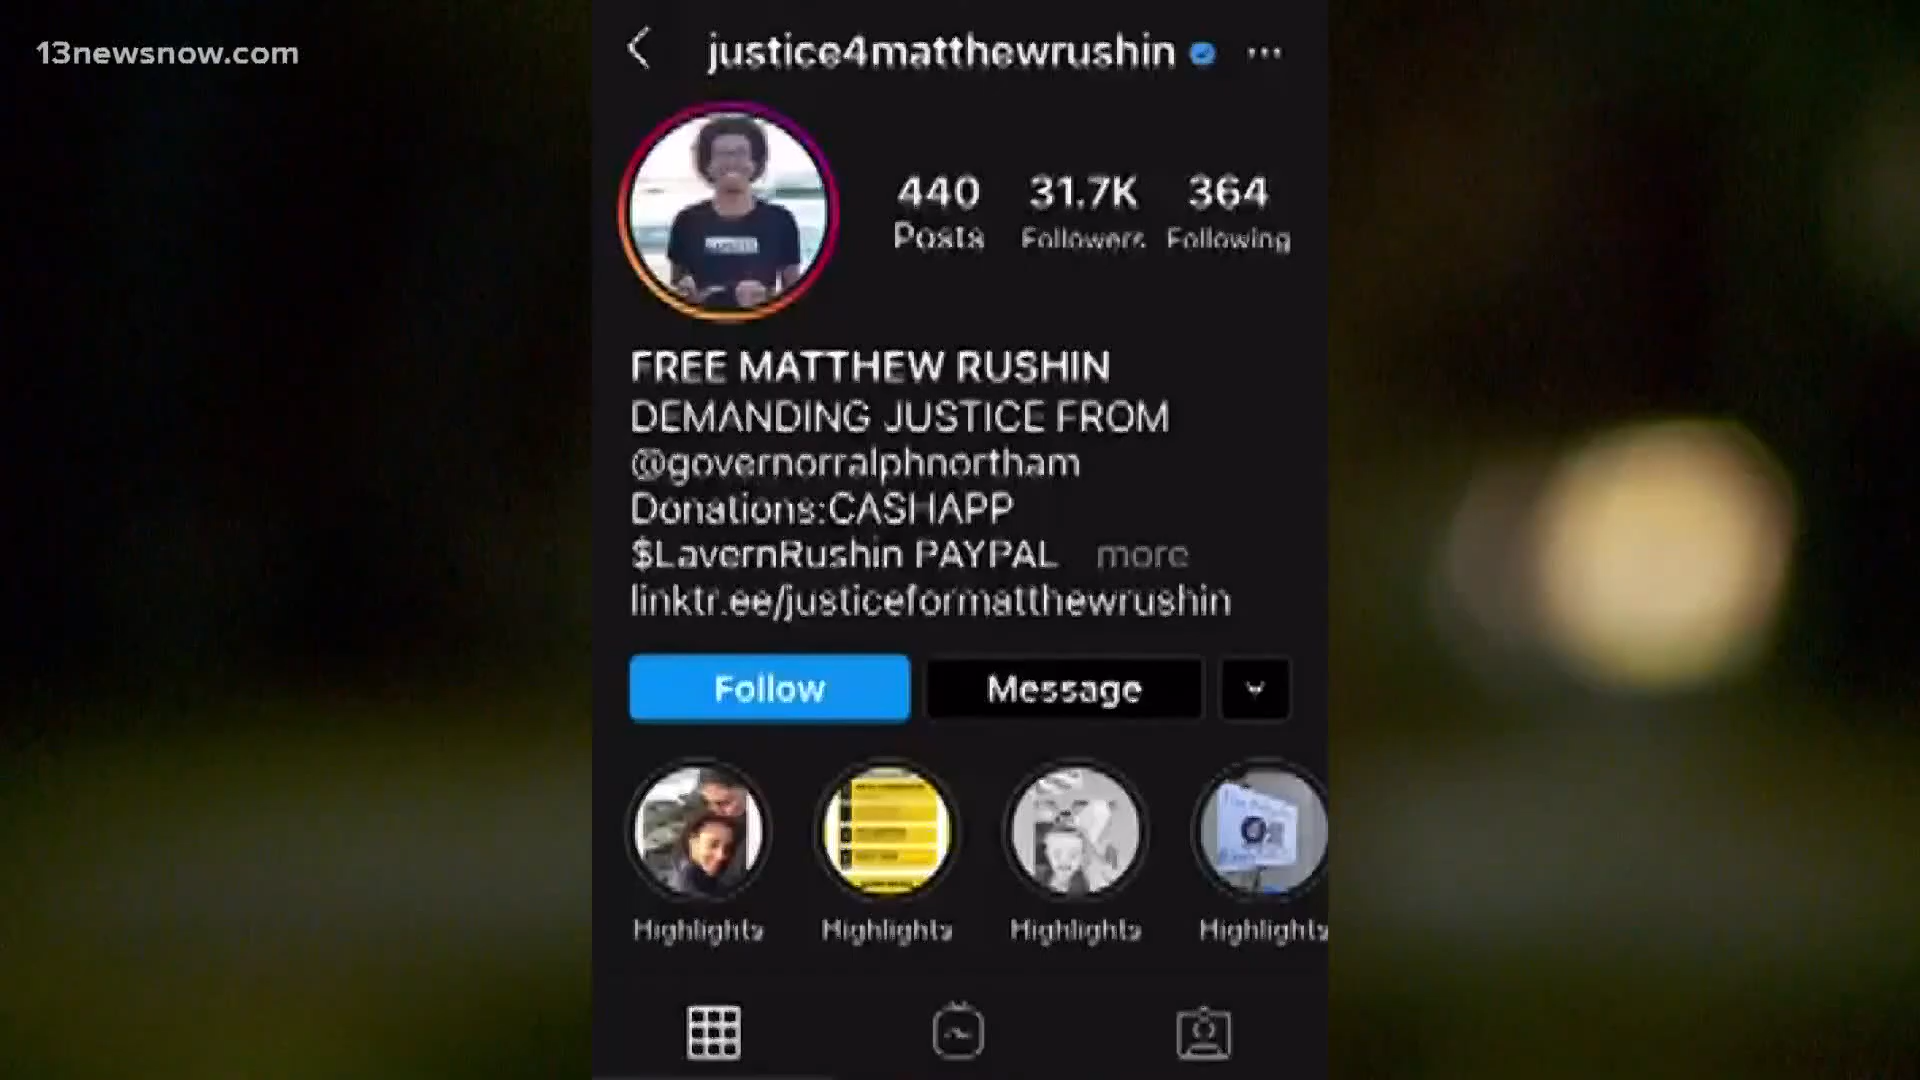 13newsnow.com
justice4matthewrushin
440 31.7K 364
Posts Followers Following
FREE MATTHEW RUSHIN
DEMANDING JUSTICE FROM
@governorralphnortham
Donations:CASHAPP
$LavernRushin PAYPAL more
linktr.ee/justiceformatthewrushin
Follow Message
Highlights Highlights Highlights Highlights